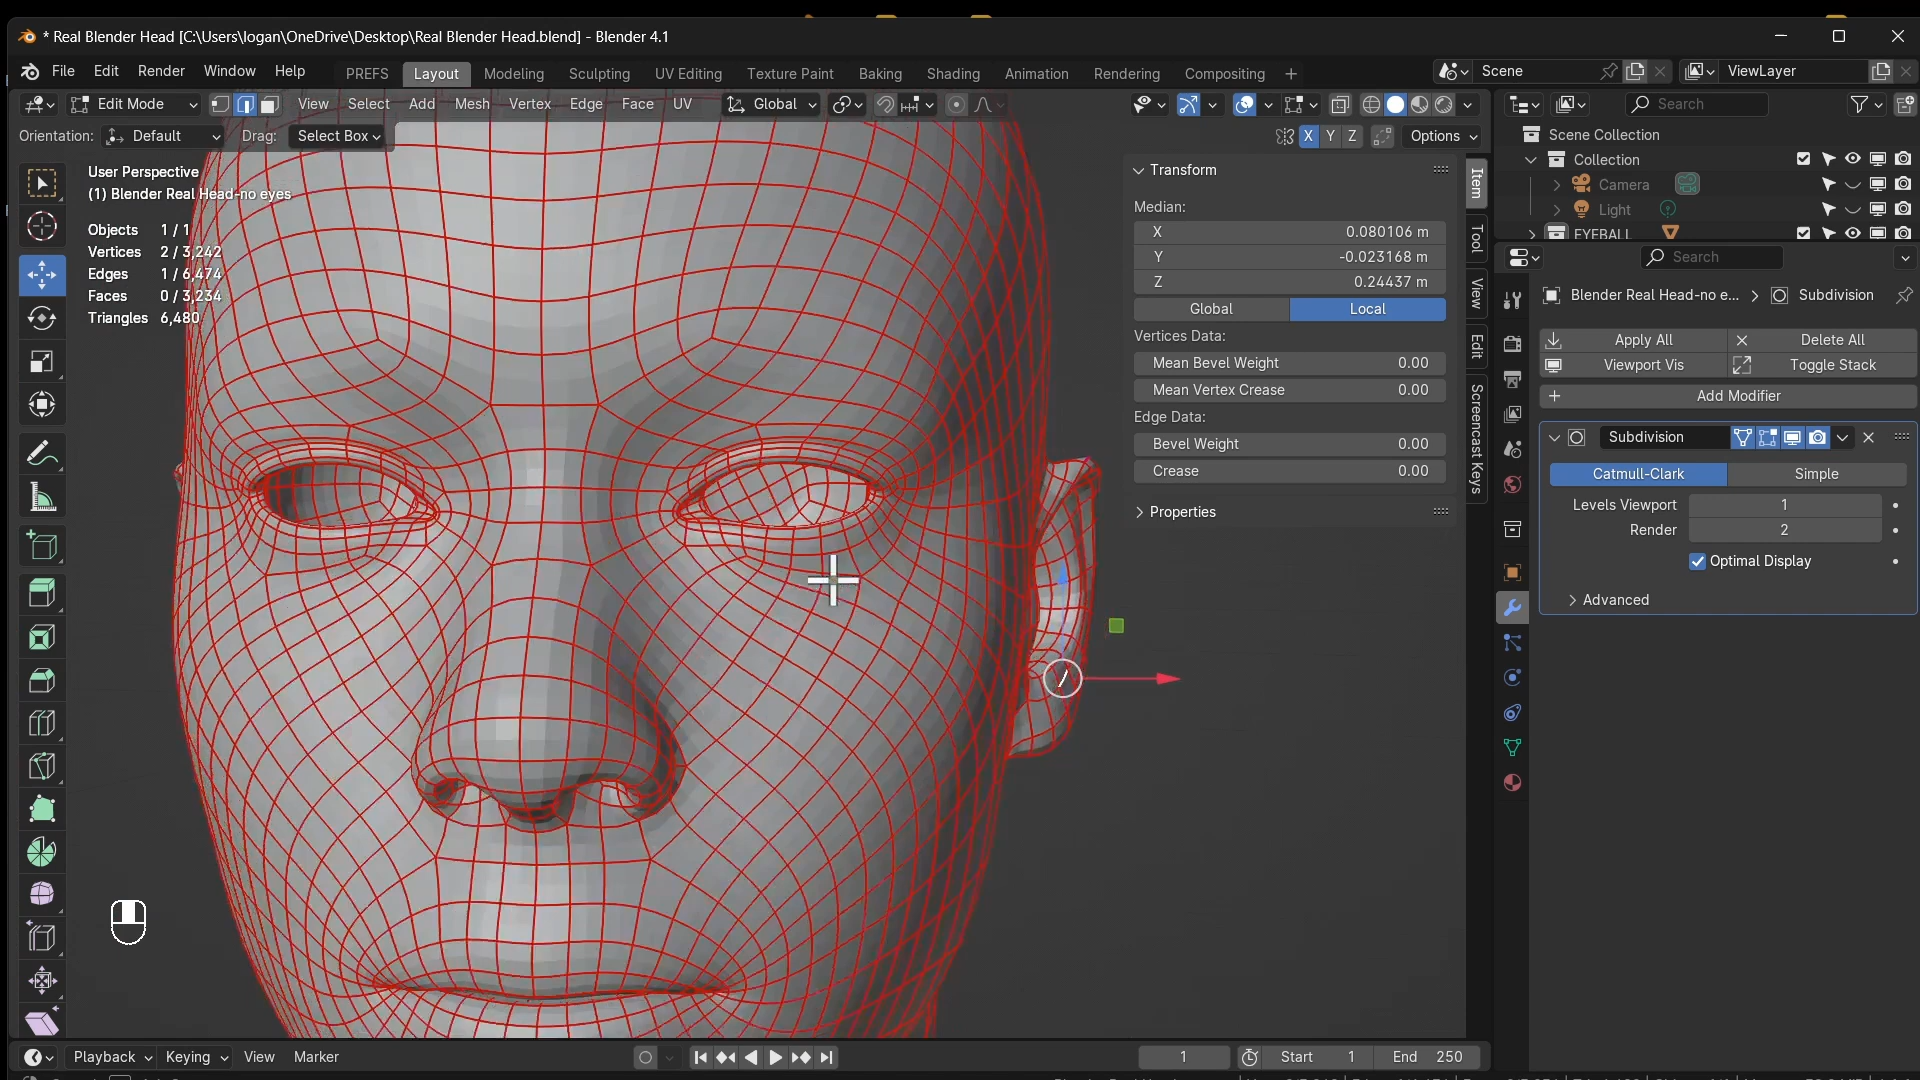 * Real Blender Head [C:\Users\logan\OneDrive\Desktop\Real Blender Head.blend] - Blender 4.1
File Edit Render Window Help PREFS Layout Modeling Sculpting UV Editing Texture Paint Baking Shading Animation Rendering Compositing + Scene ViewLayer
Edit Mode View Select Add Mesh Vertex Edge Face UV Global Search
Orientation: Default Drag: Select Box X Y Z Options
Scene Collection
Collection
Camera
Light
EYEBALL
User Perspective
(1) Blender Real Head-no eyes
Objects 1 / 1
Vertices 2 / 3,242
Edges 1 / 6,474
Faces 0 / 3,234
Triangles 6,480
Transform
Median:
X 0.080106 m
Y -0.023168 m
Z 0.24437 m
Global Local
Vertices Data:
Mean Bevel Weight 0.00
Mean Vertex Crease 0.00
Edge Data:
Bevel Weight 0.00
Crease 0.00
Properties
Item
Tool
View
Edit
Screencast Keys
Search
Blender Real Head-no e... Subdivision
Apply All Delete All
Viewport Vis Toggle Stack
Add Modifier
Subdivision
Catmull-Clark Simple
Levels Viewport 1
Render 2
Optimal Display
Advanced
Playback Keying View Marker 1 Start 1 End 250